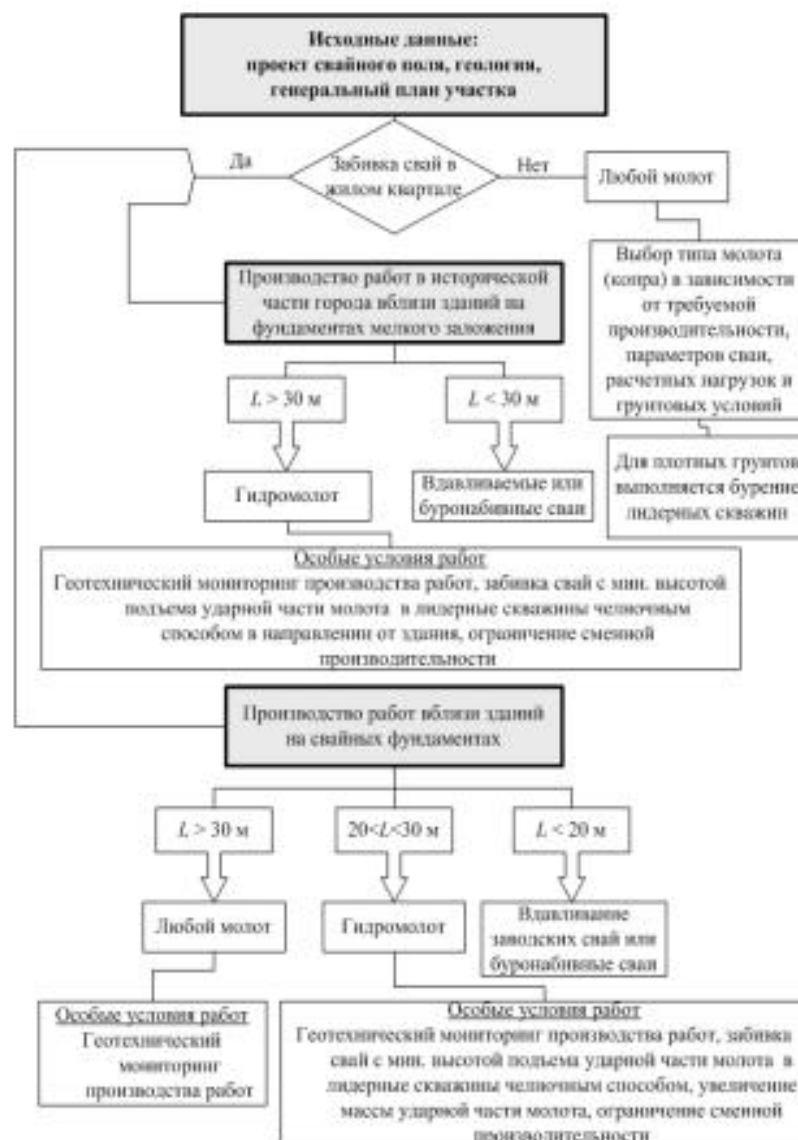 Исходные данные:
проект свайного поля, геология,
генеральный план участка
Да
Забивка свай в
жилом квартале
Нет
Любой молот
Выбор типа молота
(копра) в зависимости
от требуемой
производительности,
параметров сваи,
расчетных нагрузок и
грунтовых условий
Для плотных грунтов
выполняется бурение
лидерных скважин
Производство работ в исторической
части города вблизи зданий на
фундаментах мелкого заложения
L > 30 м
L < 30 м
Гидромолот
Вдавливаемые или
буронабивные сваи
Особые условия работ
Геотехнический мониторинг производства работ, забивка свай с мин. высотой
подъема ударной части молота в лидерные скважины челночным
способом в направлении от здания, ограничение сменной
производительности
Производство работ вблизи зданий
на свайных фундаментах
L > 30 м
20<L<30 м
L < 20 м
Любой молот
Гидромолот
Вдавливание
заводских свай или
буронабивные сваи
Особые условия работ
Геотехнический
мониторинг
производства работ
Особые условия работ
Геотехнический мониторинг производства работ, забивка
свай с мин. высотой подъема ударной части молота в
лидерные скважины челночным способом, увеличение
массы ударной части молота, ограничение сменной
производительности